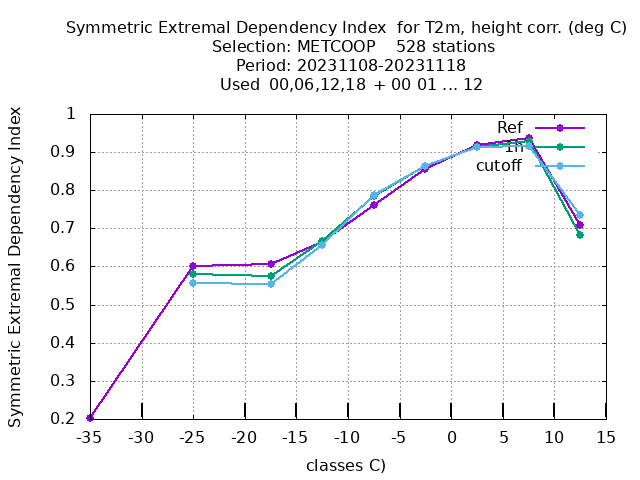 Symmetric Extremal Dependency Index for T2m, height corr. (deg C)
Selection: METCOOP 528 stations
Period: 20231108-20231118
Used 00,06,12,18 + 00 01 ... 12
Symmetric Extremal Dependency Index
1
0.9
0.8
0.7
0.6
0.5
0.4
0.3
0.2
Ref
cutoff
-35 -30 -25 -20 -15 -10 -5 0 5 10 15
classes C)